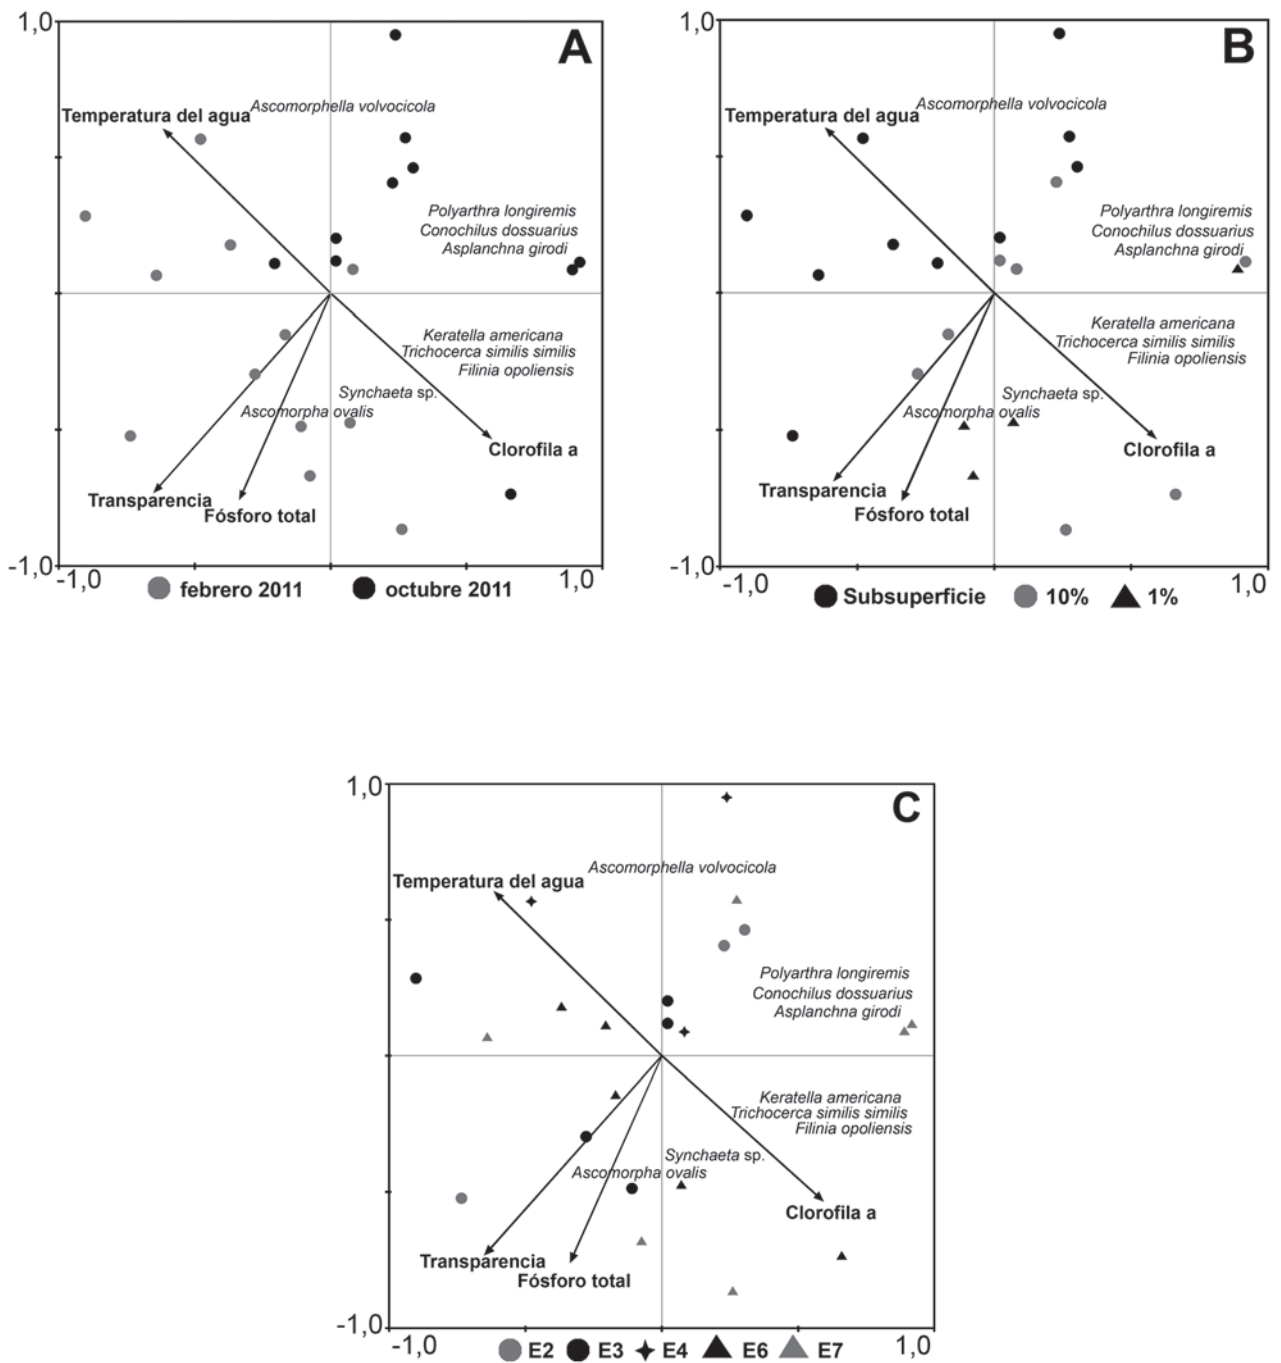 1,0
A
Temperatura del agua
Ascomorphella volvocicola
Polyarthra longiremis
Conochilus dossuarius
Asplanchna girodi
Keratella americana
Trichocerca similis similis
Filinia opoliensis
Synchaeta sp.
Ascomorpha ovalis
Clorofila a
Transparencia
Fósforo total
-1,0
-1,0
1,0
febrero 2011
octubre 2011
1,0
B
Temperatura del agua
Ascomorphella volvocicola
Polyarthra longiremis
Conochilus dossuarius
Asplanchna girodi
Keratella americana
Trichocerca similis similis
Filinia opoliensis
Synchaeta sp.
Ascomorpha ovalis
Clorofila a
Transparencia
Fósforo total
-1,0
-1,0
1,0
Subsuperficie
10%
1%
1,0
C
Ascomorphella volvocicola
Temperatura del agua
Polyarthra longiremis
Conochilus dossuarius
Asplanchna girodi
Keratella americana
Trichocerca similis similis
Filinia opoliensis
Synchaeta sp.
Ascomorpha ovalis
Clorofila a
Transparencia
Fósforo total
-1,0
-1,0
1,0
E2
E3
E4
E6
E7